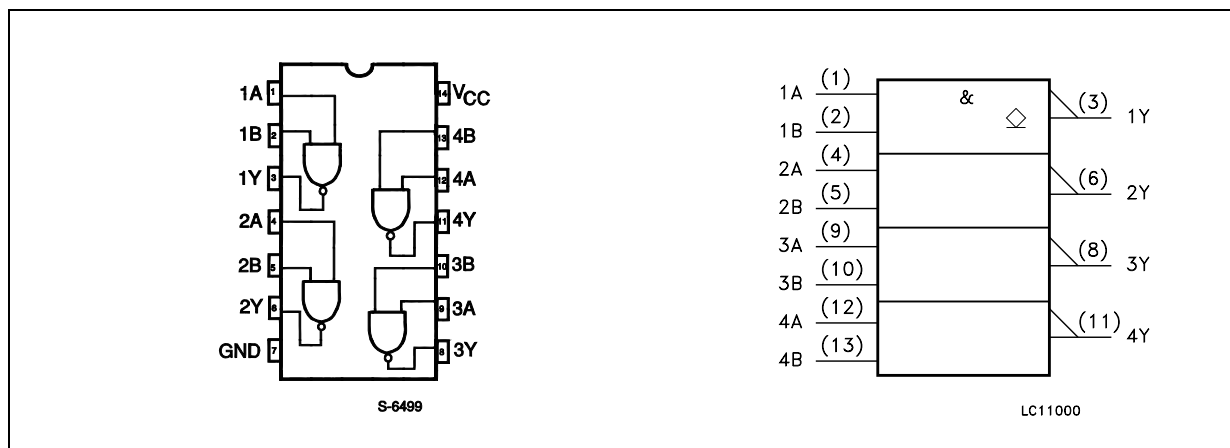 1A 1 14 VCC
1B 2 13 4B
1Y 3 12 4A
2A 4 11 4Y
2B 5 10 3B
2Y 6 9 3A
GND 7 8 3Y
S-6499
1A (1)
1B (2)
2A (4)
2B (5)
3A (9)
3B (10)
4A (12)
4B (13)
&
(3) 1Y
(6) 2Y
(8) 3Y
(11) 4Y
LC11000